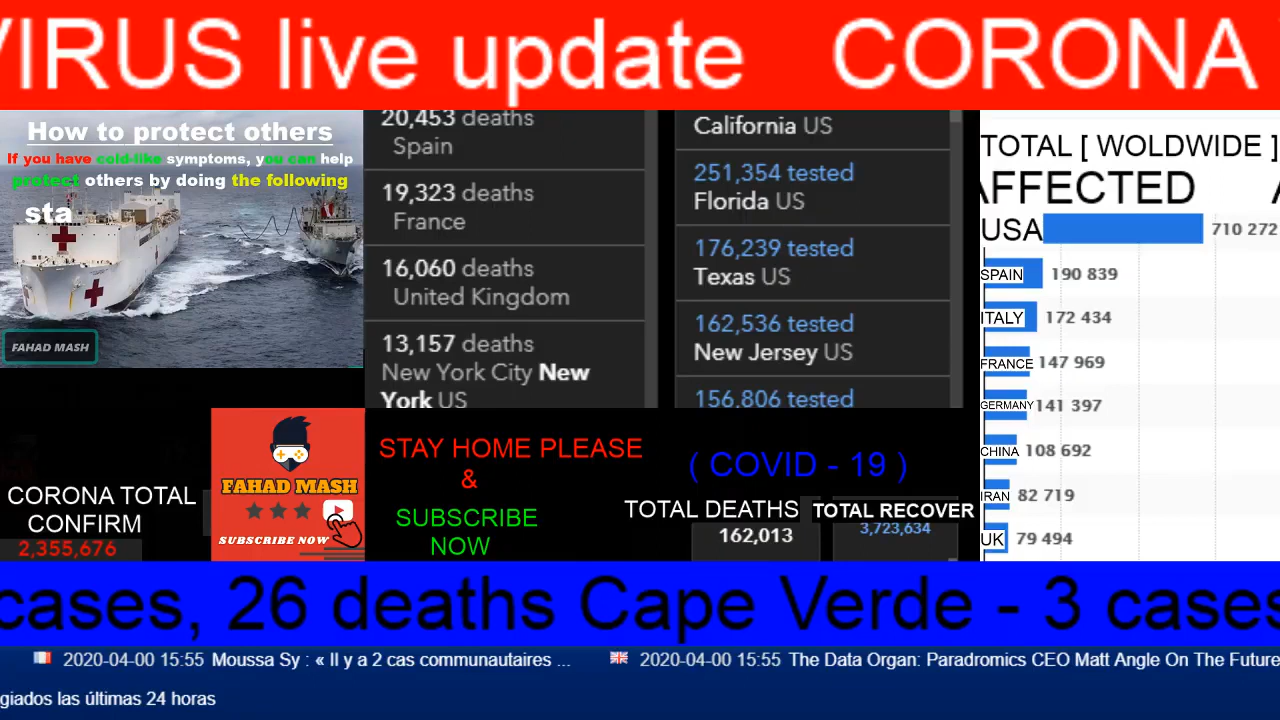 VIRUS live update CORONA
How to protect others
If you have cold-like symptoms, you can help
protect others by doing the following
sta
FAHAD MASH
20,453 deaths
Spain
19,323 deaths
France
16,060 deaths
United Kingdom
13,157 deaths
New York City New
York US
California US
251,354 tested
Florida US
176,239 tested
Texas US
162,536 tested
New Jersey US
156,806 tested
TOTAL [ WOLDWIDE ]
AFFECTED A
USA 710 272
SPAIN 190 839
ITALY 172 434
FRANCE 147 969
GERMANY 141 397
CHINA 108 692
IRAN 82 719
UK 79 494
CORONA TOTAL
CONFIRM
2,355,676
FAHAD MASH
SUBSCRIBE NOW
STAY HOME PLEASE
&
SUBSCRIBE
NOW
( COVID - 19 )
TOTAL DEATHS
162,013
TOTAL RECOVER
3,723,634
cases, 26 deaths Cape Verde - 3 cases
2020-04-00 15:55 Moussa Sy : « Il y a 2 cas communautaires ...
2020-04-00 15:55 The Data Organ: Paradromics CEO Matt Angle On The Future
giados las últimas 24 horas